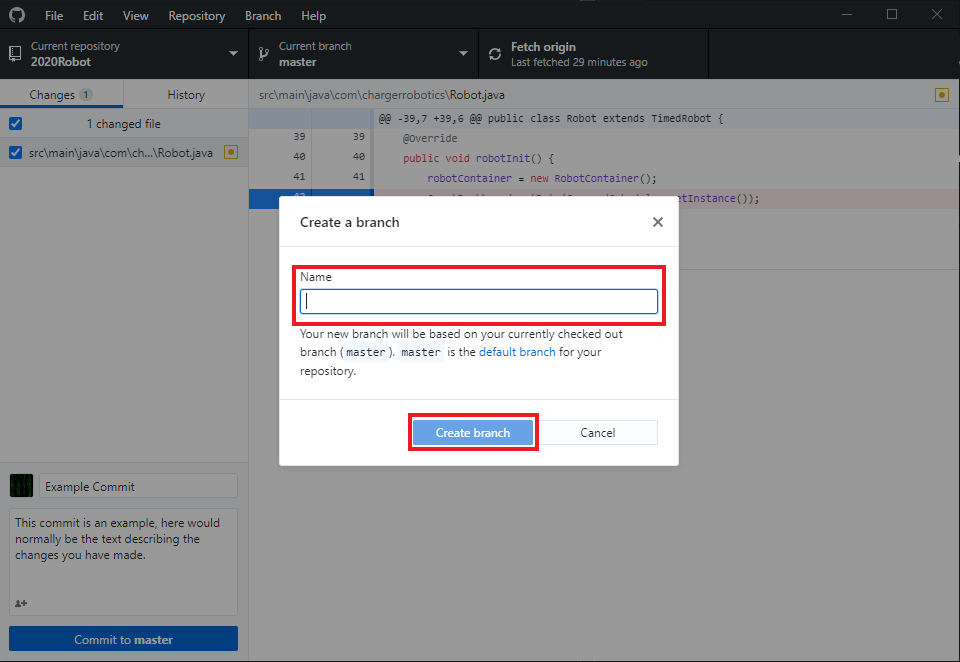 File Edit View Repository Branch Help
Current repository
2020Robot
Current branch
master
Fetch origin
Last fetched 29 minutes ago
Changes 1
History
src\main\java\com\chargerrobotics\Robot.java
1 changed file
src\main\java\com\ch...\Robot.java
@@ -39,7 +39,6 @@ public class Robot extends TimedRobot {
39 39 @Override
40 40 public void robotInit() {
41 41 robotContainer = new RobotContainer();
etInstance());
Create a branch
Name
Your new branch will be based on your currently checked out
branch (master). master is the default branch for your
repository.
Create branch
Cancel
Example Commit
This commit is an example, here would
normally be the text describing the
changes you have made.
Commit to master